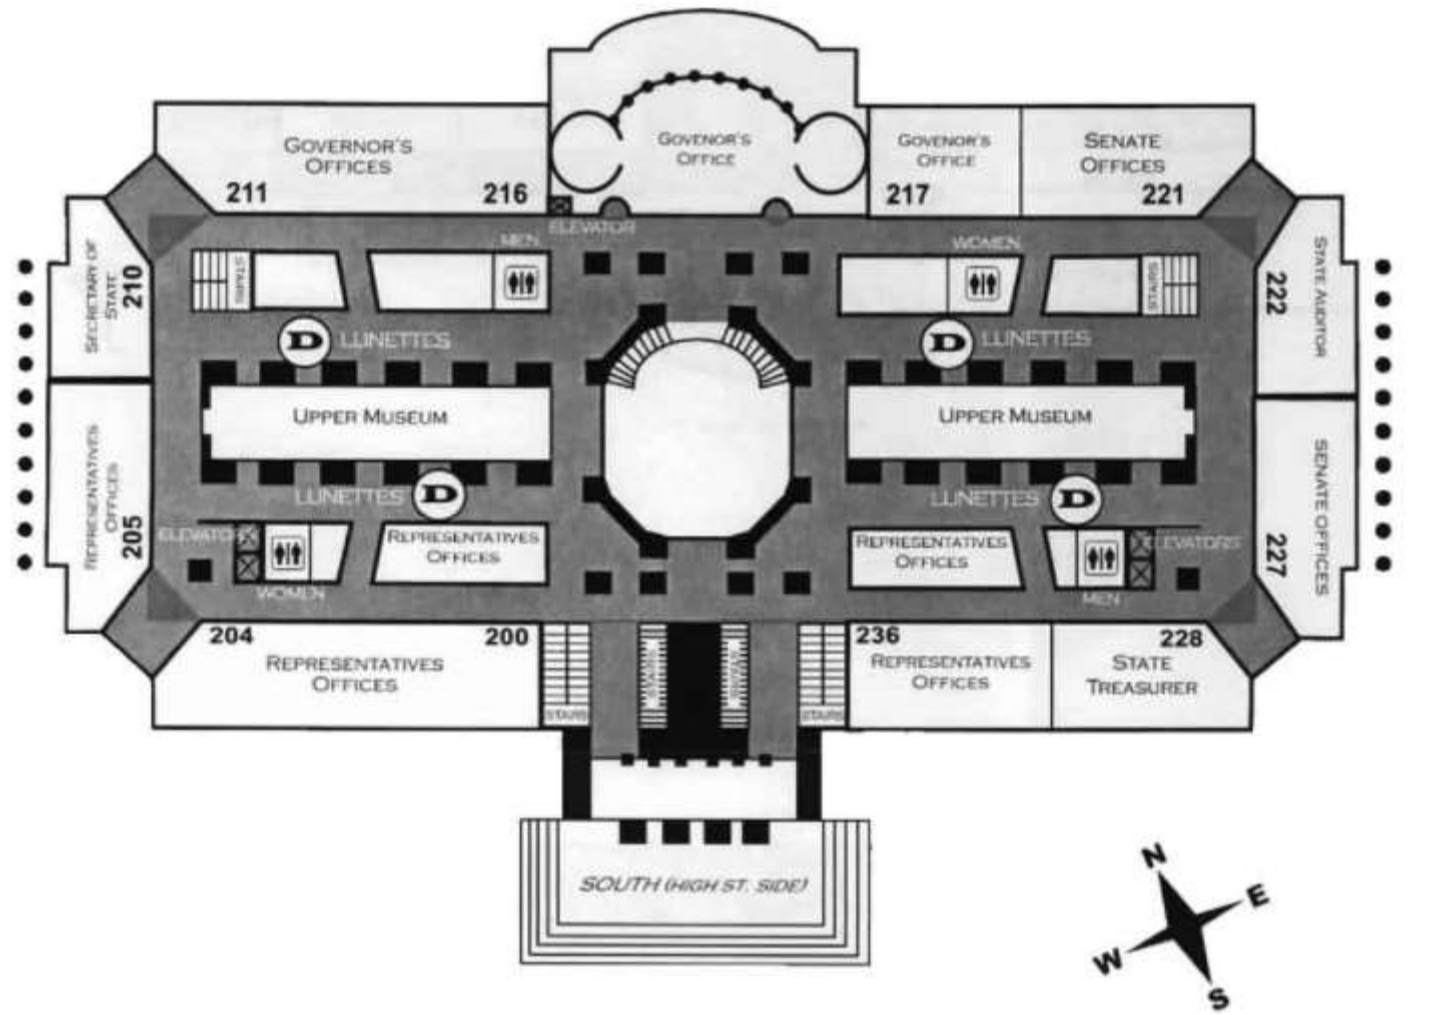 GOVERNOR'S
OFFICES
211
216
GOVENOR'S
OFFICE
GOVENOR'S
OFFICE
217
SENATE
OFFICES
221
ELEVATOR
MEN
WOMEN
SECRETARY OF
STATE
210
STAIRS
STAIRS
222
STATE AUDITOR
D
LUNETTES
D
LUNETTES
UPPER MUSEUM
UPPER MUSEUM
REPRESENTATIVES
OFFICES
205
LUNETTES
D
LUNETTES
D
SENATE OFFICES
227
ELEVATORS
REPRESENTATIVES
OFFICES
REPRESENTATIVES
OFFICES
ELEVATORS
WOMEN
MEN
204
200
REPRESENTATIVES
OFFICES
STAIRS
STAIRS
STAIRS
STAIRS
236
REPRESENTATIVES
OFFICES
228
STATE
TREASURER
SOUTH (HIGH ST. SIDE)
N
E
W
S